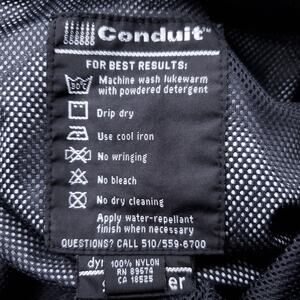 Conduit™
FOR BEST RESULTS:
30°C
Machine wash lukewarm
with powdered detergent
Drip dry
Use cool iron
No wringing
No bleach
No dry cleaning
Apply water-repellant
finish when necessary
QUESTIONS? CALL 510/559-6700
100% NYLON
RN 89674
CA 18525